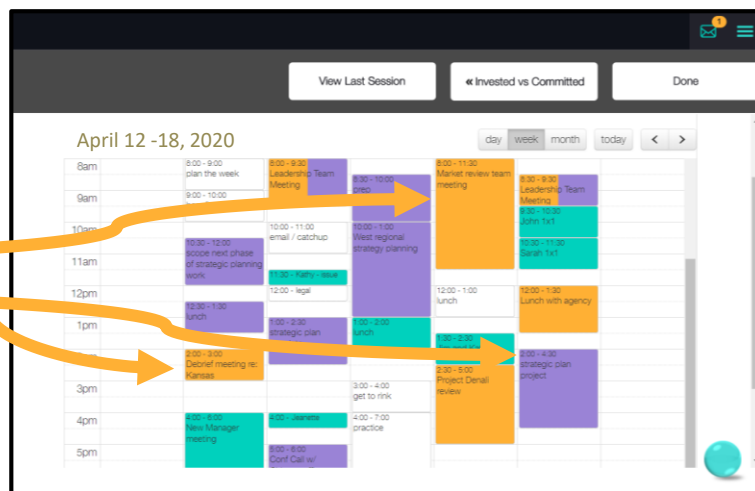 1
View Last Session
« Invested vs Committed
Done
April 12 -18, 2020
day
week
month
today
<
>
8am
9am
10am
11am
12pm
1pm
3pm
4pm
5pm
8:00 - 9:00
plan the week
9:00 - 10:00
10:30 - 12:00
scope next phase
of strategic planning
work
12:30 - 1:30
lunch
2:00 - 3:00
Debrief meeting re:
Kansas
4:00 - 6:00
New Manager
meeting
8:00 - 9:30
Leadership Team
Meeting
10:00 - 11:00
email / catchup
11:30 - Kathy - issue
12:00 - legal
1:00 - 2:30
strategic plan
4:00 - Jeanette
5:00 - 6:00
Conf Call w/
8:30 - 10:00
prep
10:00 - 1:00
West regional
strategy planning
1:00 - 2:00
lunch
3:00 - 4:00
get to rink
4:00 - 7:00
practice
8:00 - 11:30
Market review team
meeting
12:00 - 1:00
lunch
1:30 - 2:30
2:30 - 5:00
Project Denali
review
8:30 - 9:30
Leadership Team
Meeting
9:30 - 10:30
John 1x1
10:30 - 11:30
Sarah 1x1
12:00 - 1:30
Lunch with agency
2:00 - 4:30
strategic plan
project